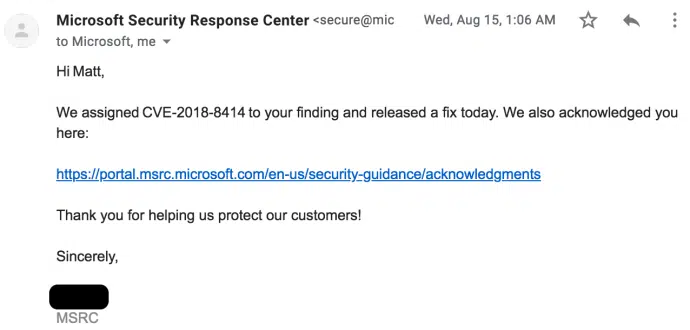 Microsoft Security Response Center <secure@mic Wed, Aug 15, 1:06 AM
to Microsoft, me
Hi Matt,
We assigned CVE-2018-8414 to your finding and released a fix today. We also acknowledged you
here:
https://portal.msrc.microsoft.com/en-us/security-guidance/acknowledgments
Thank you for helping us protect our customers!
Sincerely,
MSRC